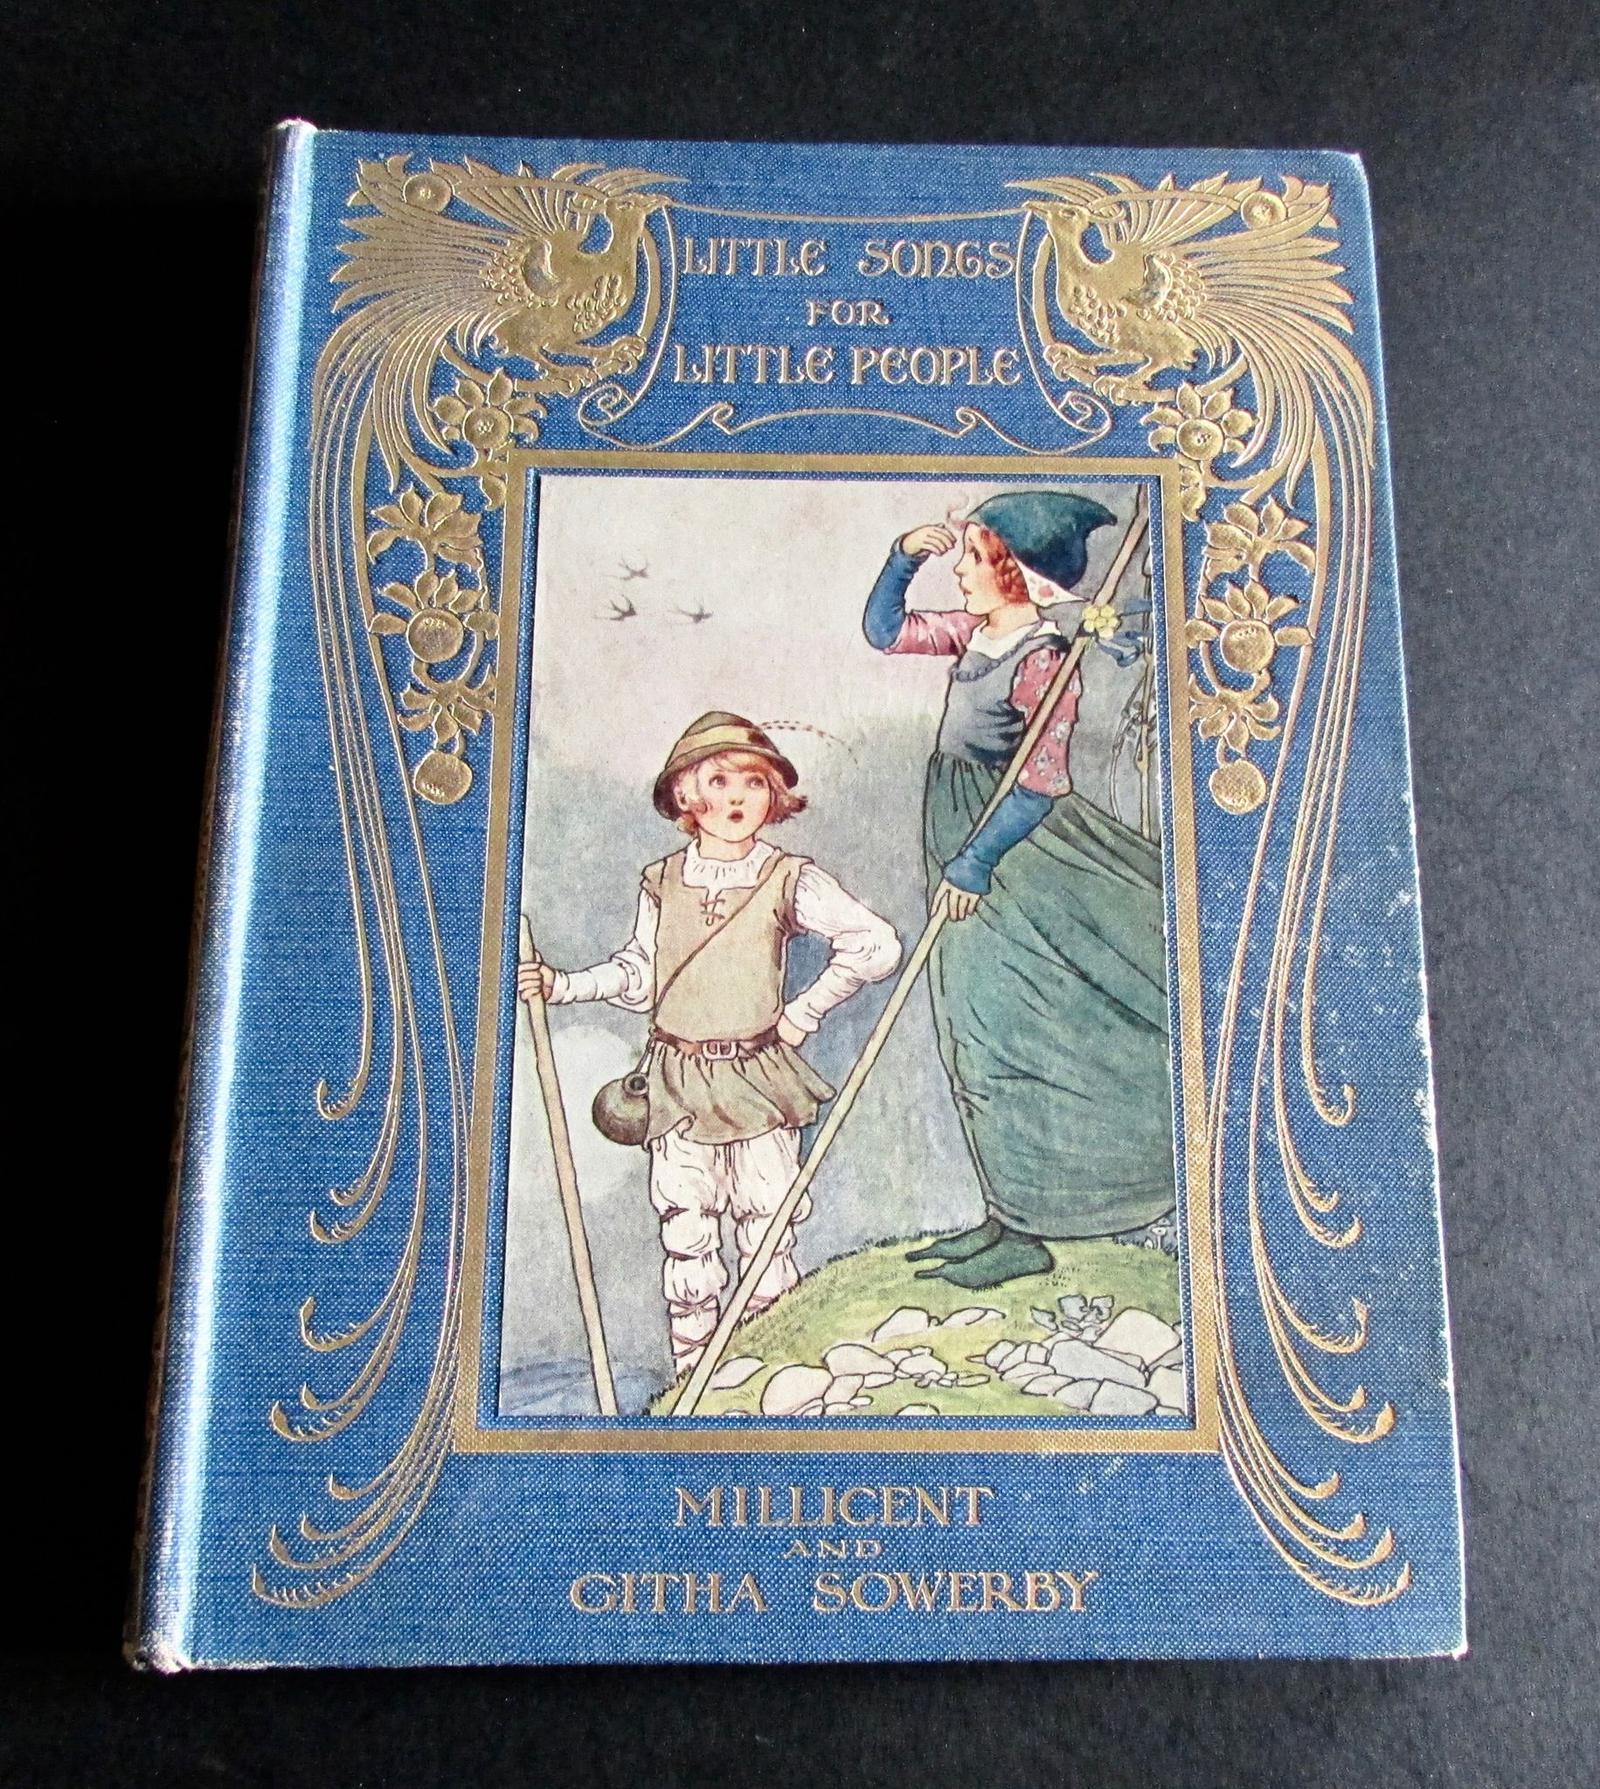 LITTLE SONGS
FOR
LITTLE PEOPLE
MILLICENT
AND
GITHA SOWERBY